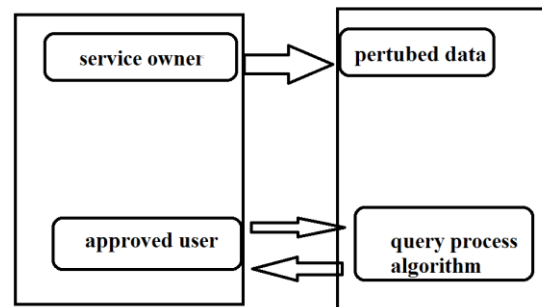 service owner
pertubed data
approved user
query process
algorithm